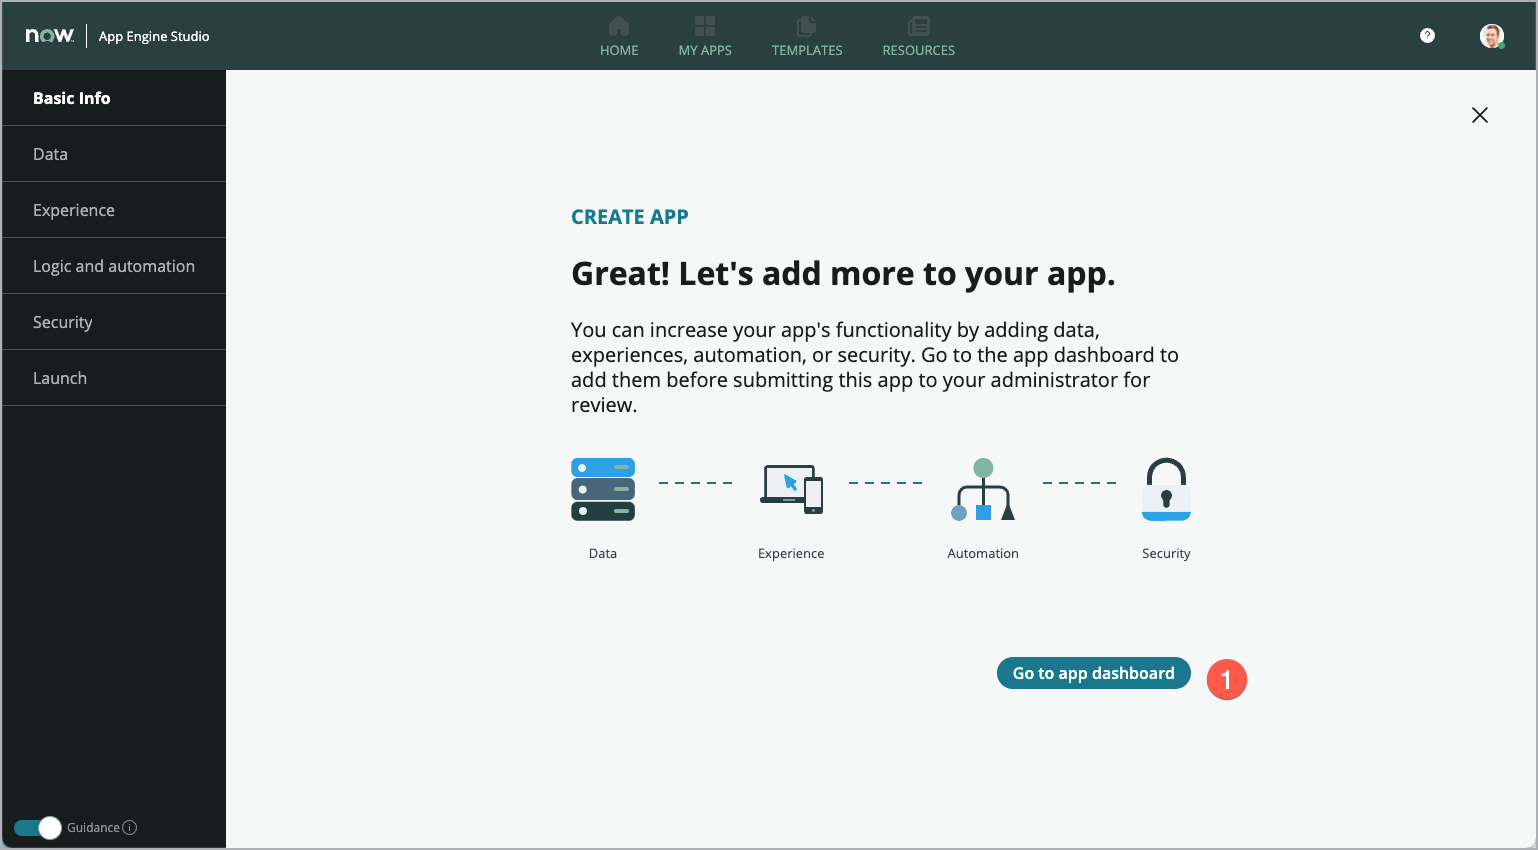 now
App Engine Studio
HOME
MY APPS
TEMPLATES
RESOURCES
?
Basic Info
Data
Experience
Logic and automation
Security
Launch
CREATE APP
Great! Let's add more to your app.
You can increase your app's functionality by adding data,
experiences, automation, or security. Go to the app dashboard to
add them before submitting this app to your administrator for
review.
Data
Experience
Automation
Security
Go to app dashboard
1
Guidance